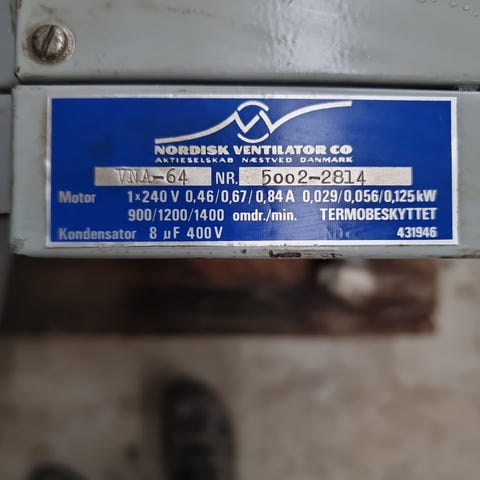 NORDISK VENTILATOR CO
AKTIESELSKAB NÆSTVED DANMARK
VNA-64 NR. 5002-2814
Motor 1×240 V 0,46/0,67/0,84 A 0,029/0,056/0,125 kW
900/1200/1400 omdr./min. TERMOBESKYTTET
Kondensator 8 µF 400 V 431946